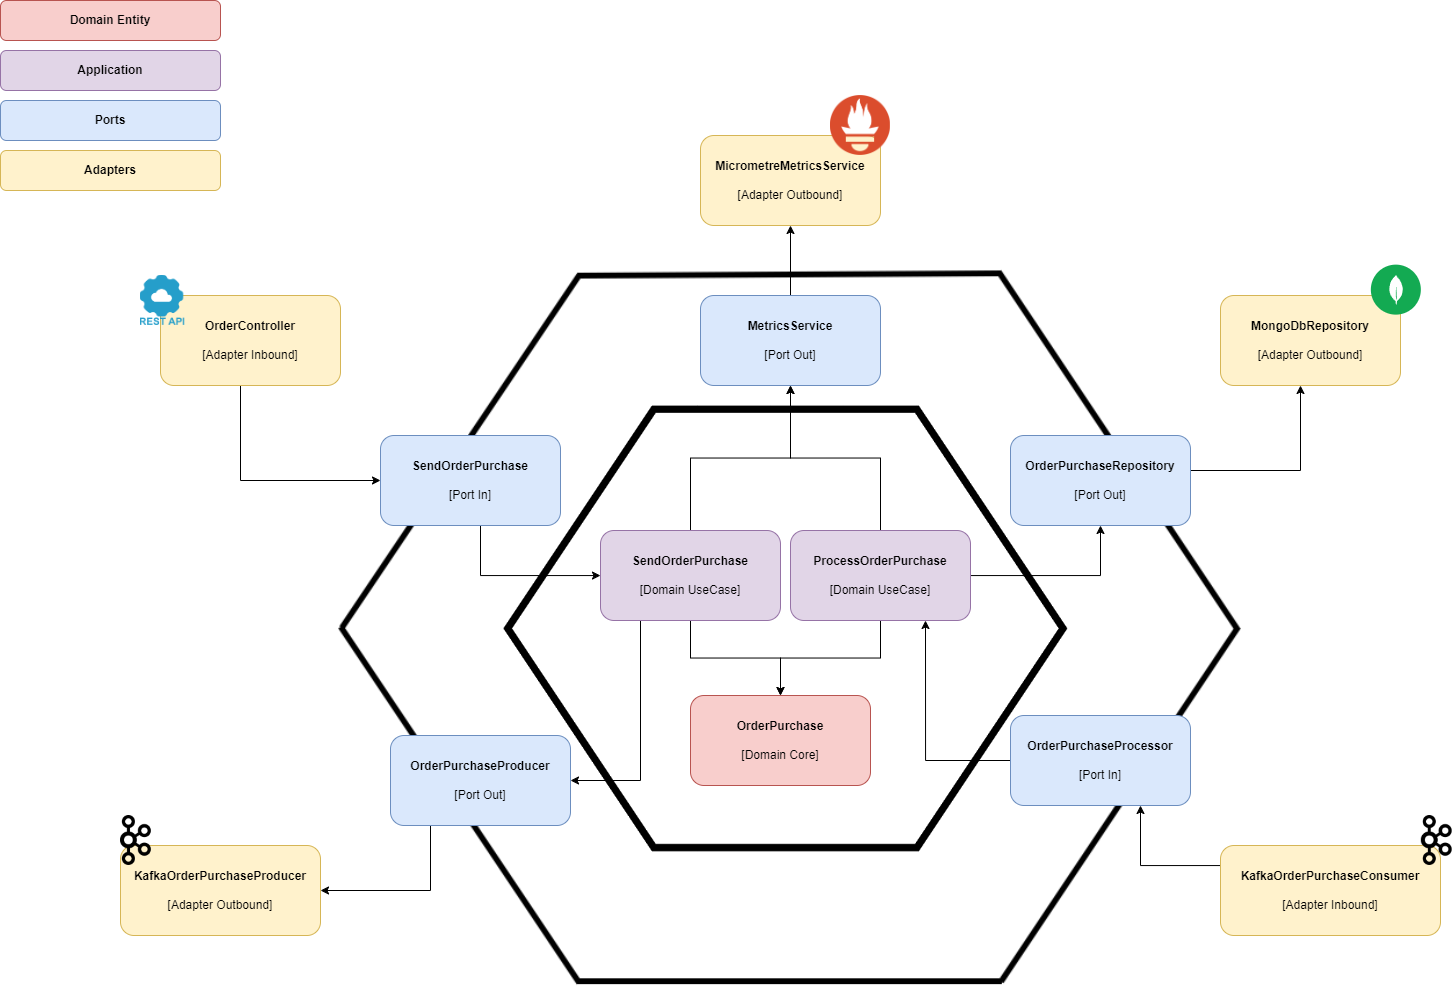 Domain Entity
Application
Ports
Adapters
MicrometreMetricsService
[Adapter Outbound]
REST API
OrderController
[Adapter Inbound]
MetricsService
[Port Out]
MongoDbRepository
[Adapter Outbound]
SendOrderPurchase
[Port In]
OrderPurchaseRepository
[Port Out]
SendOrderPurchase
[Domain UseCase]
ProcessOrderPurchase
[Domain UseCase]
OrderPurchase
[Domain Core]
OrderPurchaseProducer
[Port Out]
OrderPurchaseProcessor
[Port In]
KafkaOrderPurchaseProducer
[Adapter Outbound]
KafkaOrderPurchaseConsumer
[Adapter Inbound]